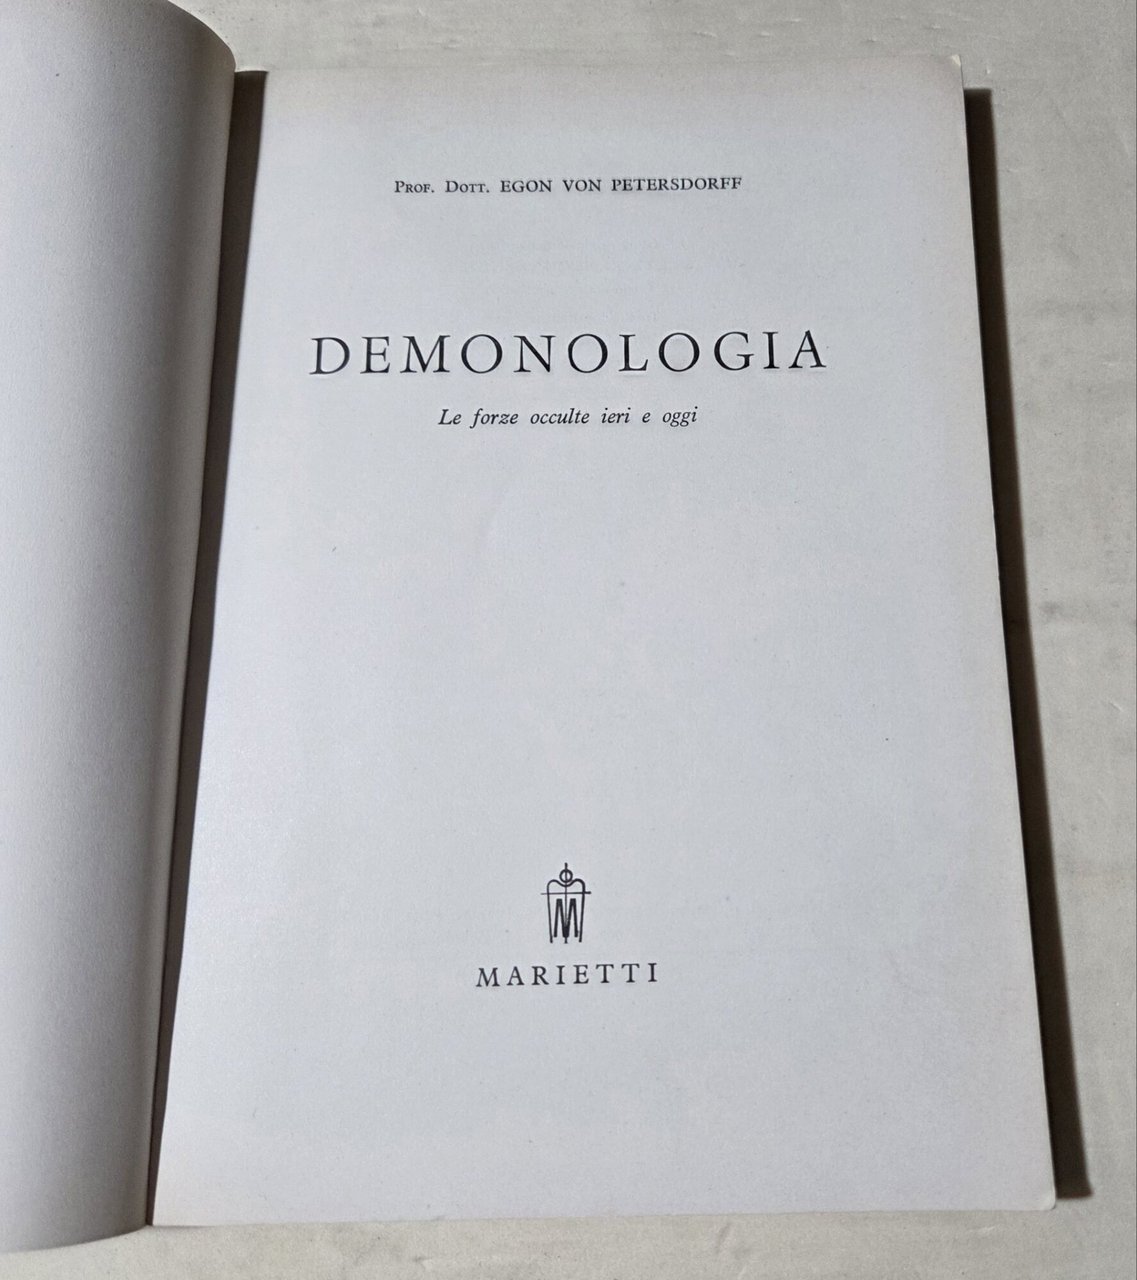 Prof. Dott. EGON VON PETERSDORFF
DEMONOLOGIA
Le forze occulte ieri e oggi
M
MARIETTI